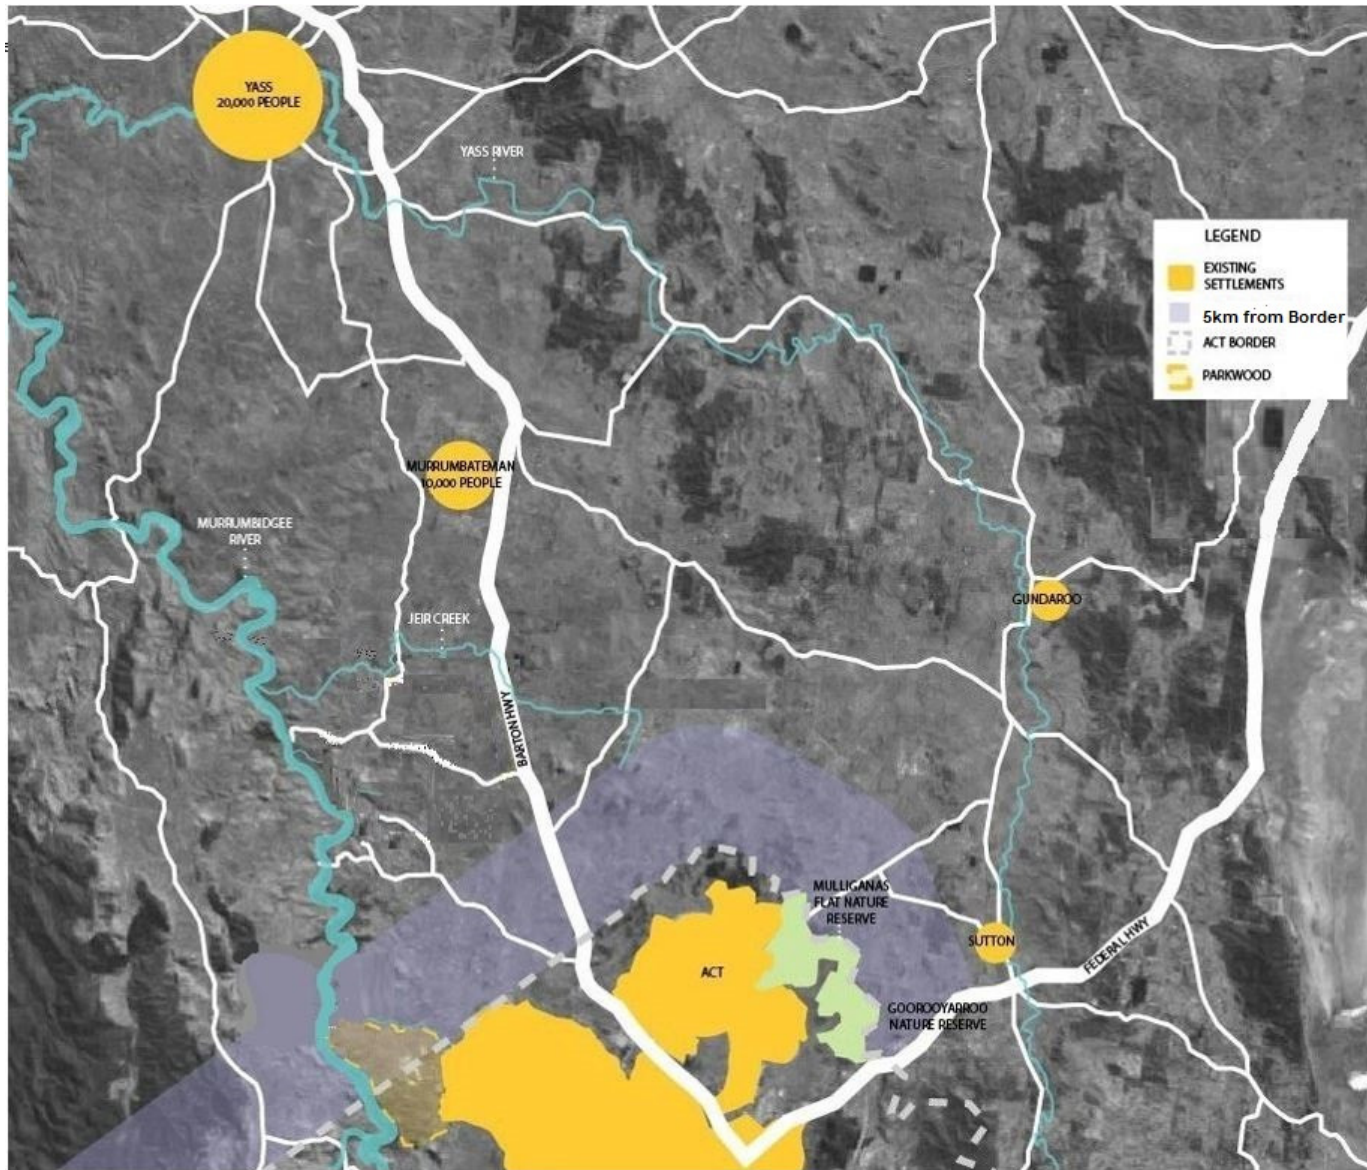 YASS
20,000 PEOPLE
YASS RIVER
LEGEND
EXISTING
SETTLEMENTS
5km from Border
ACT BORDER
PARKWOOD
MURRUMBATEMAN
10,000 PEOPLE
MURRUMBIDGEE
RIVER
GUNDAROO
JEIR CREEK
BARTON HWY
MULLIGANAS
FLAT NATURE
RESERVE
SUTTON
FEDERAL HWY
ACT
GOOROOYARROO
NATURE RESERVE